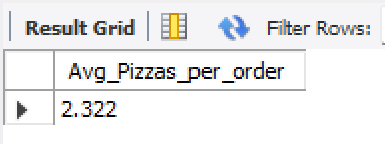 Result Grid Filter Rows:
Avg_Pizzas_per_order
2.322